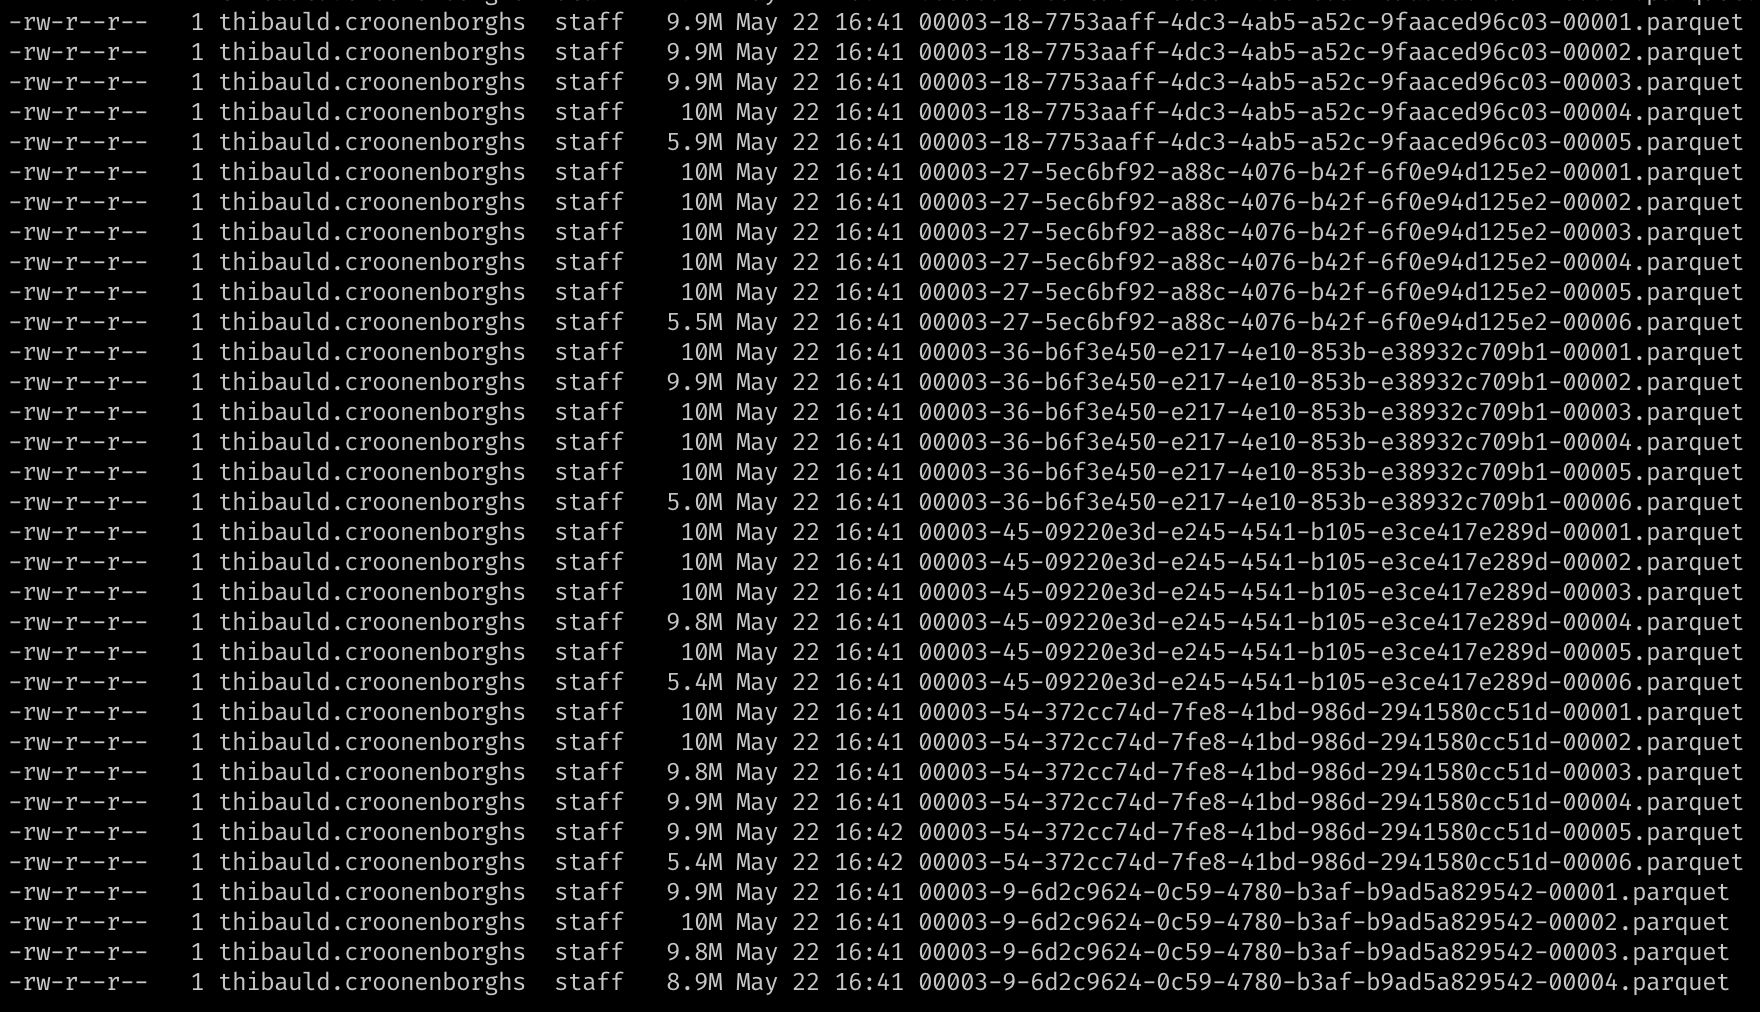 -rw-r--r--   1 thibauld.croonenborghs  staff   9.9M May 22 16:41 00003-18-7753aaff-4dc3-4ab5-a52c-9faaced96c03-00001.parquet
-rw-r--r--   1 thibauld.croonenborghs  staff   9.9M May 22 16:41 00003-18-7753aaff-4dc3-4ab5-a52c-9faaced96c03-00002.parquet
-rw-r--r--   1 thibauld.croonenborghs  staff   9.9M May 22 16:41 00003-18-7753aaff-4dc3-4ab5-a52c-9faaced96c03-00003.parquet
-rw-r--r--   1 thibauld.croonenborghs  staff    10M May 22 16:41 00003-18-7753aaff-4dc3-4ab5-a52c-9faaced96c03-00004.parquet
-rw-r--r--   1 thibauld.croonenborghs  staff   5.9M May 22 16:41 00003-18-7753aaff-4dc3-4ab5-a52c-9faaced96c03-00005.parquet
-rw-r--r--   1 thibauld.croonenborghs  staff    10M May 22 16:41 00003-27-5ec6bf92-a88c-4076-b42f-6f0e94d125e2-00001.parquet
-rw-r--r--   1 thibauld.croonenborghs  staff    10M May 22 16:41 00003-27-5ec6bf92-a88c-4076-b42f-6f0e94d125e2-00002.parquet
-rw-r--r--   1 thibauld.croonenborghs  staff    10M May 22 16:41 00003-27-5ec6bf92-a88c-4076-b42f-6f0e94d125e2-00003.parquet
-rw-r--r--   1 thibauld.croonenborghs  staff    10M May 22 16:41 00003-27-5ec6bf92-a88c-4076-b42f-6f0e94d125e2-00004.parquet
-rw-r--r--   1 thibauld.croonenborghs  staff    10M May 22 16:41 00003-27-5ec6bf92-a88c-4076-b42f-6f0e94d125e2-00005.parquet
-rw-r--r--   1 thibauld.croonenborghs  staff   5.5M May 22 16:41 00003-27-5ec6bf92-a88c-4076-b42f-6f0e94d125e2-00006.parquet
-rw-r--r--   1 thibauld.croonenborghs  staff    10M May 22 16:41 00003-36-b6f3e450-e217-4e10-853b-e38932c709b1-00001.parquet
-rw-r--r--   1 thibauld.croonenborghs  staff   9.9M May 22 16:41 00003-36-b6f3e450-e217-4e10-853b-e38932c709b1-00002.parquet
-rw-r--r--   1 thibauld.croonenborghs  staff    10M May 22 16:41 00003-36-b6f3e450-e217-4e10-853b-e38932c709b1-00003.parquet
-rw-r--r--   1 thibauld.croonenborghs  staff    10M May 22 16:41 00003-36-b6f3e450-e217-4e10-853b-e38932c709b1-00004.parquet
-rw-r--r--   1 thibauld.croonenborghs  staff    10M May 22 16:41 00003-36-b6f3e450-e217-4e10-853b-e38932c709b1-00005.parquet
-rw-r--r--   1 thibauld.croonenborghs  staff   5.0M May 22 16:41 00003-36-b6f3e450-e217-4e10-853b-e38932c709b1-00006.parquet
-rw-r--r--   1 thibauld.croonenborghs  staff    10M May 22 16:41 00003-45-09220e3d-e245-4541-b105-e3ce417e289d-00001.parquet
-rw-r--r--   1 thibauld.croonenborghs  staff    10M May 22 16:41 00003-45-09220e3d-e245-4541-b105-e3ce417e289d-00002.parquet
-rw-r--r--   1 thibauld.croonenborghs  staff    10M May 22 16:41 00003-45-09220e3d-e245-4541-b105-e3ce417e289d-00003.parquet
-rw-r--r--   1 thibauld.croonenborghs  staff   9.8M May 22 16:41 00003-45-09220e3d-e245-4541-b105-e3ce417e289d-00004.parquet
-rw-r--r--   1 thibauld.croonenborghs  staff    10M May 22 16:41 00003-45-09220e3d-e245-4541-b105-e3ce417e289d-00005.parquet
-rw-r--r--   1 thibauld.croonenborghs  staff   5.4M May 22 16:41 00003-45-09220e3d-e245-4541-b105-e3ce417e289d-00006.parquet
-rw-r--r--   1 thibauld.croonenborghs  staff    10M May 22 16:41 00003-54-372cc74d-7fe8-41bd-986d-2941580cc51d-00001.parquet
-rw-r--r--   1 thibauld.croonenborghs  staff    10M May 22 16:41 00003-54-372cc74d-7fe8-41bd-986d-2941580cc51d-00002.parquet
-rw-r--r--   1 thibauld.croonenborghs  staff   9.8M May 22 16:41 00003-54-372cc74d-7fe8-41bd-986d-2941580cc51d-00003.parquet
-rw-r--r--   1 thibauld.croonenborghs  staff   9.9M May 22 16:41 00003-54-372cc74d-7fe8-41bd-986d-2941580cc51d-00004.parquet
-rw-r--r--   1 thibauld.croonenborghs  staff   9.9M May 22 16:42 00003-54-372cc74d-7fe8-41bd-986d-2941580cc51d-00005.parquet
-rw-r--r--   1 thibauld.croonenborghs  staff   5.4M May 22 16:42 00003-54-372cc74d-7fe8-41bd-986d-2941580cc51d-00006.parquet
-rw-r--r--   1 thibauld.croonenborghs  staff   9.9M May 22 16:41 00003-9-6d2c9624-0c59-4780-b3af-b9ad5a829542-00001.parquet
-rw-r--r--   1 thibauld.croonenborghs  staff    10M May 22 16:41 00003-9-6d2c9624-0c59-4780-b3af-b9ad5a829542-00002.parquet
-rw-r--r--   1 thibauld.croonenborghs  staff   9.8M May 22 16:41 00003-9-6d2c9624-0c59-4780-b3af-b9ad5a829542-00003.parquet
-rw-r--r--   1 thibauld.croonenborghs  staff   8.9M May 22 16:41 00003-9-6d2c9624-0c59-4780-b3af-b9ad5a829542-00004.parquet